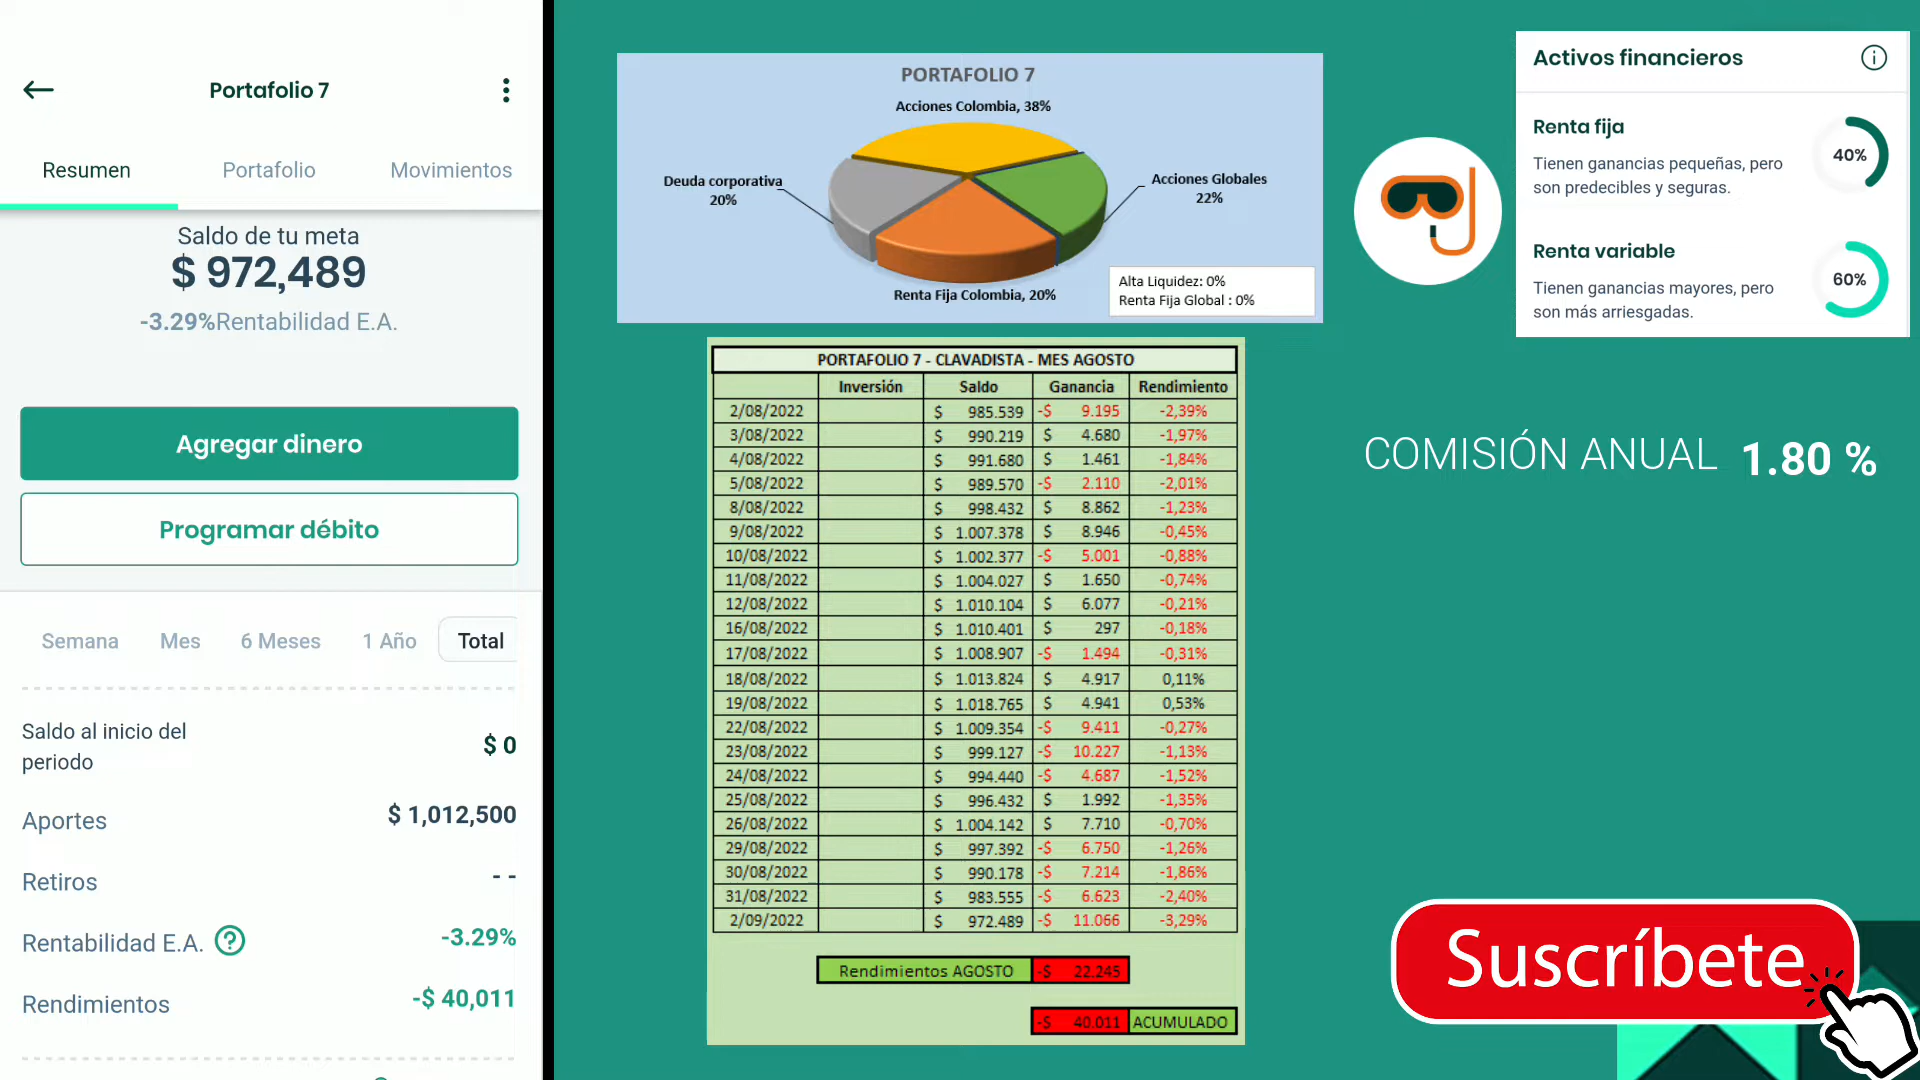 Portafolio 7
Resumen Portafolio Movimientos
Saldo de tu meta
$ 972,489
-3.29%Rentabilidad E.A.
Agregar dinero
Programar débito
Semana Mes 6 Meses 1 Año Total
Saldo al inicio del
periodo
$ 0
Aportes $ 1,012,500
Retiros - -
Rentabilidad E.A. ? -3.29%
Rendimientos -$ 40,011
PORTAFOLIO 7
Acciones Colombia, 38%
Deuda corporativa
20%
Acciones Globales
22%
Renta Fija Colombia, 20%
Alta Liquidez: 0%
Renta Fija Global : 0%
PORTAFOLIO 7 - CLAVADISTA - MES AGOSTO
Inversión Saldo Ganancia Rendimiento
2/08/2022 $ 985.539 -$ 9.195 -2,39%
3/08/2022 $ 990.219 $ 4.680 -1,97%
4/08/2022 $ 991.680 $ 1.461 -1,84%
5/08/2022 $ 989.570 -$ 2.110 -2,01%
8/08/2022 $ 998.432 $ 8.862 -1,23%
9/08/2022 $ 1.007.378 $ 8.946 -0,45%
10/08/2022 $ 1.002.377 -$ 5.001 -0,88%
11/08/2022 $ 1.004.027 $ 1.650 -0,74%
12/08/2022 $ 1.010.104 $ 6.077 -0,21%
16/08/2022 $ 1.010.401 $ 297 -0,18%
17/08/2022 $ 1.008.907 -$ 1.494 -0,31%
18/08/2022 $ 1.013.824 $ 4.917 0,11%
19/08/2022 $ 1.018.765 $ 4.941 0,53%
22/08/2022 $ 1.009.354 -$ 9.411 -0,27%
23/08/2022 $ 999.127 -$ 10.227 -1,13%
24/08/2022 $ 994.440 -$ 4.687 -1,52%
25/08/2022 $ 996.432 $ 1.992 -1,35%
26/08/2022 $ 1.004.142 $ 7.710 -0,70%
29/08/2022 $ 997.392 -$ 6.750 -1,26%
30/08/2022 $ 990.178 -$ 7.214 -1,86%
31/08/2022 $ 983.555 -$ 6.623 -2,40%
2/09/2022 $ 972.489 -$ 11.066 -3,29%
Rendimientos AGOSTO -$ 22.245
-$ 40.011 ACUMULADO
Activos financieros
Renta fija
Tienen ganancias pequeñas, pero
son predecibles y seguras.
40%
Renta variable
Tienen ganancias mayores, pero
son más arriesgadas.
60%
COMISIÓN ANUAL 1.80 %
Suscríbete